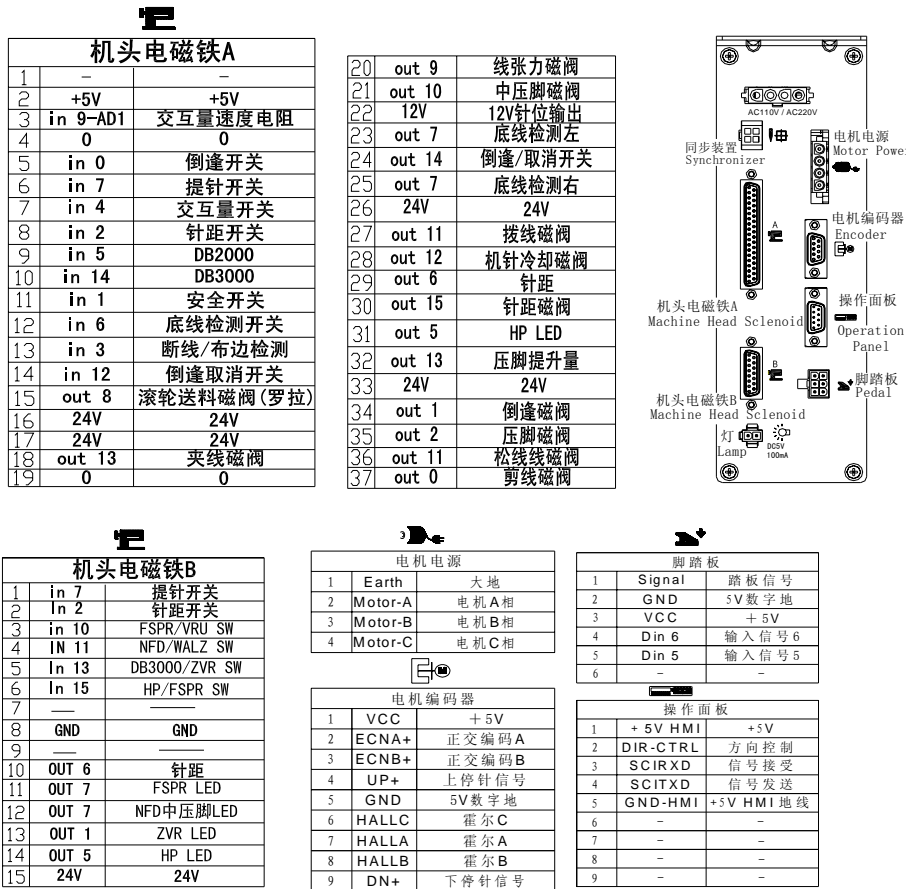 机头电磁铁A
1 － －
2 +5V +5V
3 in 9-AD1 交互量速度电阻
4 0 0
5 in 0 倒逢开关
6 in 7 提针开关
7 in 4 交互量开关
8 in 2 针距开关
9 in 5 DB2000
10 in 14 DB3000
11 in 1 安全开关
12 in 6 底线检测开关
13 in 3 断线/布边检测
14 in 12 倒逢取消开关
15 out 8 滚轮送料磁阀(罗拉)
16 24V 24V
17 24V 24V
18 out 13 夹线磁阀
19 0 0
20 out 9 线张力磁阀
21 out 10 中压脚磁阀
22 12V 12V针位输出
23 out 7 底线检测左
24 out 14 倒逢/取消开关
25 out 7 底线检测右
26 24V 24V
27 out 11 拨线磁阀
28 out 12 机针冷却磁阀
29 out 6 针距
30 out 15 针距磁阀
31 out 5 HP LED
32 out 13 压脚提升量
33 24V 24V
34 out 1 倒逢磁阀
35 out 2 压脚磁阀
36 out 11 松线线磁阀
37 out 0 剪线磁阀
AC110V / AC220V
同步装置
Synchronizer
电机电源
Motor Power
A
电机编码器
Encoder
机头电磁铁A
Machine Head Sclenoid
操作面板
Operation
Panel
B
机头电磁铁B
Machine Head Sclenoid
脚踏板
Pedal
灯
Lamp
DC5V
100mA
机头电磁铁B
1 in 7 提针开关
2 In 2 针距开关
3 in 10 FSPR/VRU SW
4 IN 11 NFD/WALZ SW
5 In 13 DB3000/ZVR SW
6 In 15 HP/FSPR SW
7 — —
8 GND GND
9 — —
10 OUT 6 针距
11 OUT 7 FSPR LED
12 OUT 7 NFD中压脚LED
13 OUT 1 ZVR LED
14 OUT 5 HP LED
15 24V 24V
电机电源
1 Earth 大地
2 Motor-A 电机A相
3 Motor-B 电机B相
4 Motor-C 电机C相
M
电机编码器
1 VCC ＋5V
2 ECNA+ 正交编码A
3 ECNB+ 正交编码B
4 UP+ 上停针信号
5 GND 5V数字地
6 HALLC 霍尔C
7 HALLA 霍尔A
8 HALLB 霍尔B
9 DN+ 下停针信号
脚踏板
1 Signal 踏板信号
2 GND 5V数字地
3 VCC ＋5V
4 Din 6 输入信号6
5 Din 5 输入信号5
6 － －
操作面板
1 +5V HMI +5V
2 DIR-CTRL 方向控制
3 SCIRXD 信号接受
4 SCITXD 信号发送
5 GND-HMI +5V HMI地线
6 － －
7 － －
8 － －
9 － －